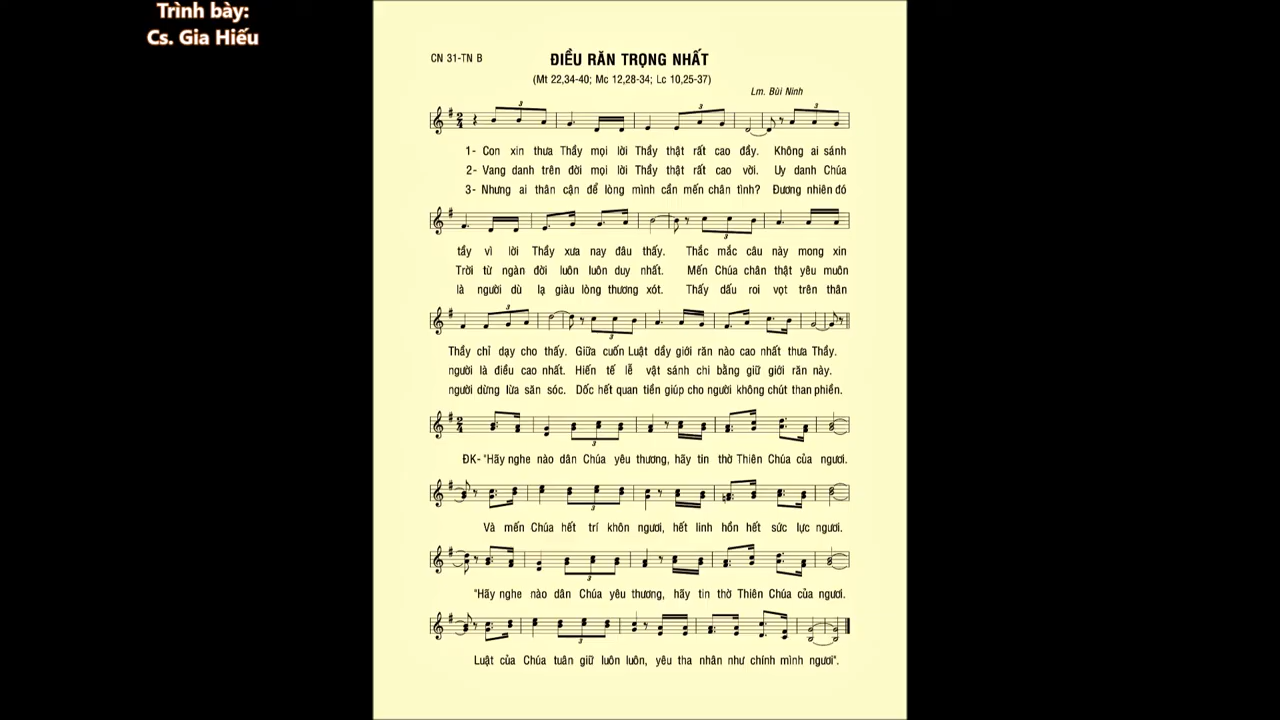 Trình bày:
Cs. Gia Hiếu
CN 31-TN B
ĐIỀU RĂN TRỌNG NHẤT
(Mt 22,34-40; Mc 12,28-34; Lc 10,25-37)
Lm. Bùi Ninh
1- Con xin thưa Thầy mọi lời Thầy thật rất cao đầy. Không ai sánh
2- Vang danh trên đời mọi lời Thầy thật rất cao vời. Uy danh Chúa
3- Nhưng ai thân cận để lòng mình cần mến chân tình? Đương nhiên đó
tầy vì lời Thầy xưa nay đâu thấy. Thắc mắc câu này mong xin
Trời từ ngàn đời luôn luôn duy nhất. Mến Chúa chân thật yêu muôn
là người dù lạ giàu lòng thương xót. Thấy dấu roi vọt trên thân
Thầy chỉ dạy cho thấy. Giữa cuốn Luật dầy giới răn nào cao nhất thưa Thầy.
người là điều cao nhất. Hiến tế lễ vật sánh chi bằng giữ giới răn này.
người dừng lừa săn sóc. Dốc hết quan tiền giúp cho người không chút than phiền.
ĐK- "Hãy nghe nào dân Chúa yêu thương, hãy tin thờ Thiên Chúa của ngươi.
Và mến Chúa hết trí khôn ngươi, hết linh hồn hết sức lực ngươi.
"Hãy nghe nào dân Chúa yêu thương, hãy tin thờ Thiên Chúa của ngươi.
Luật của Chúa tuân giữ luôn luôn, yêu tha nhân như chính mình ngươi".